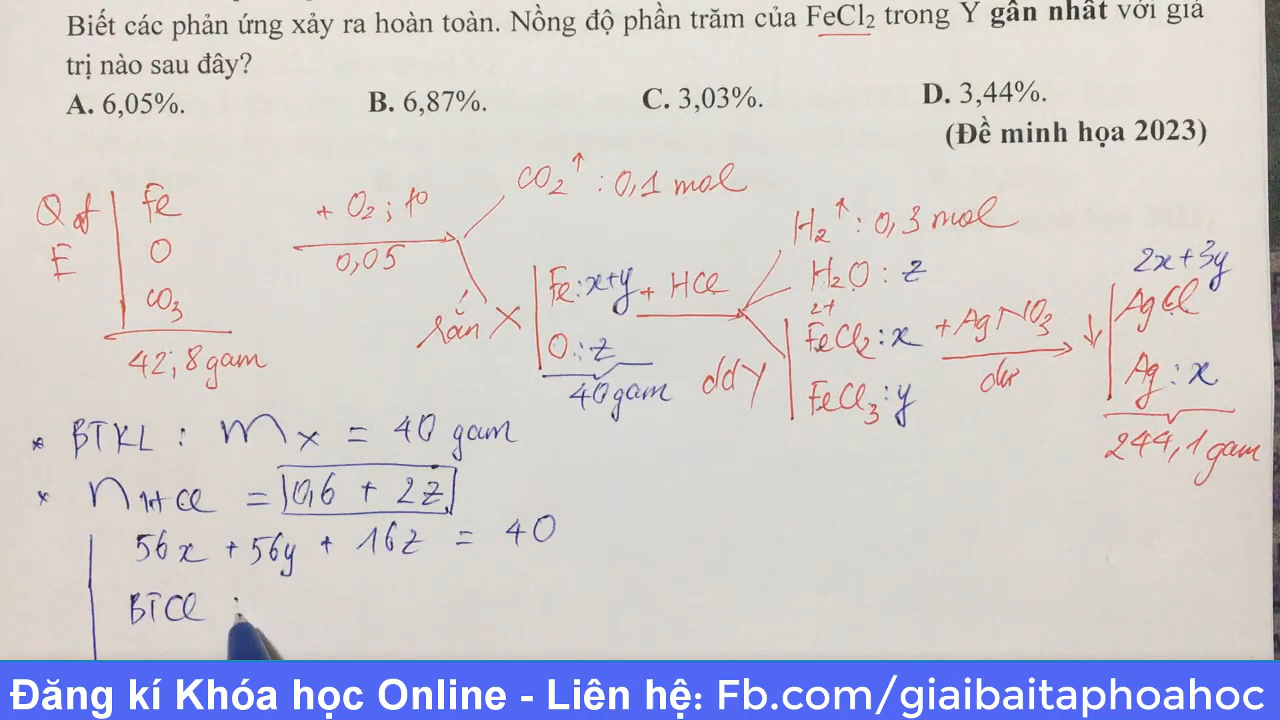 Biết các phản ứng xảy ra hoàn toàn. Nồng độ phần trăm của FeCl₂ trong Y gần nhất với giá
trị nào sau đây?
A. 6,05%. B. 6,87%. C. 3,03%. D. 3,44%.
(Đề minh họa 2023)
CO₂↑ : 0,1 mol
Fe
+ O₂ ; t⁰
Qđ
E
O
0,05
CO₃
42,8 gam
H₂↑ : 0,3 mol
H₂O : z
rắn X
Fe : x+y
O : z
40 gam
+ HCl
ddY
2+
FeCl₂ : x
FeCl₃ : y
+ AgNO₃
dư
2x+3y
↓ AgCl
Ag : x
244,1 gam
* BTKL : mX = 40 gam
* nHCl = 0,6 + 2z
56x + 56y + 16z = 40
BTCl :
Đăng kí Khóa học Online - Liên hệ: Fb.com/giaibaitaphoahoc